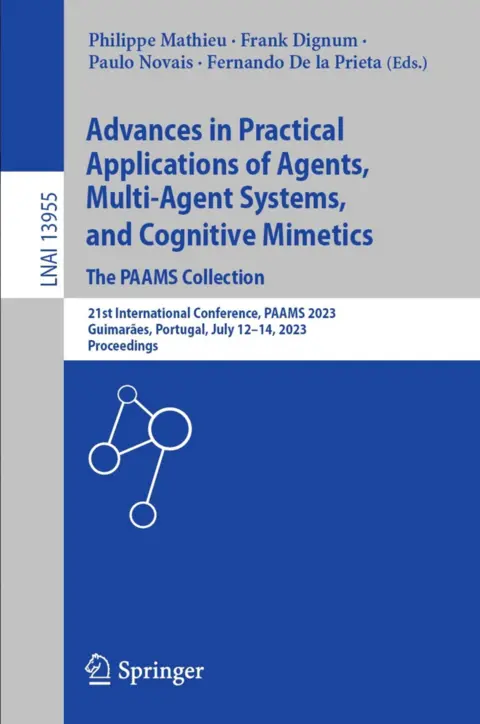 Philippe Mathieu · Frank Dignum ·
Paulo Novais · Fernando De la Prieta (Eds.)
LNAI 13955
Advances in Practical
Applications of Agents,
Multi-Agent Systems,
and Cognitive Mimetics
The PAAMS Collection
21st International Conference, PAAMS 2023
Guimarães, Portugal, July 12–14, 2023
Proceedings
Springer